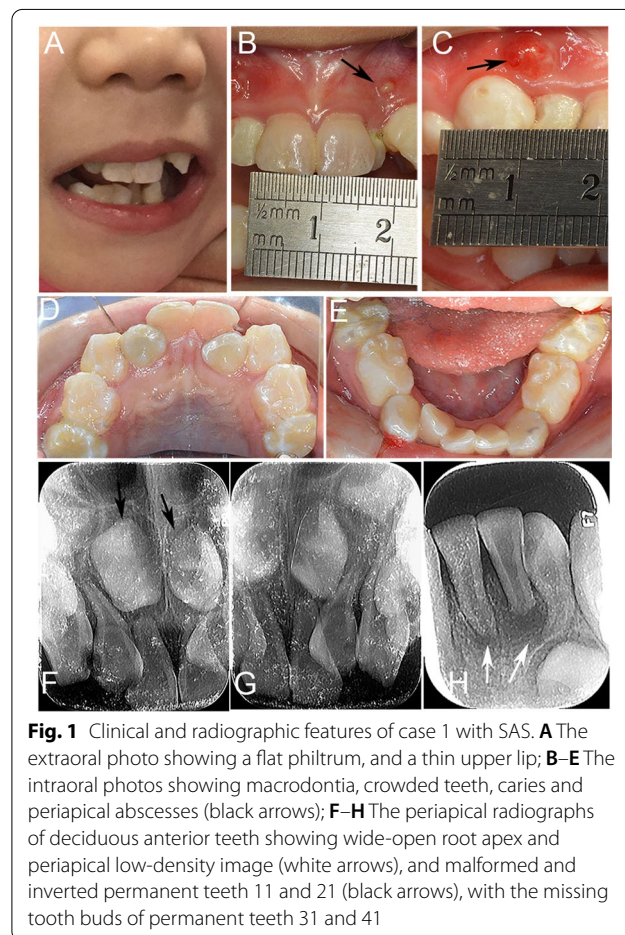 A
B
C
½ mm
mm
1
2
½ mm
mm
1
2
D
E
F
G
H
Fig. 1 Clinical and radiographic features of case 1 with SAS. A The
extraoral photo showing a flat philtrum, and a thin upper lip; B–E The
intraoral photos showing macrodontia, crowded teeth, caries and
periapical abscesses (black arrows); F–H The periapical radiographs
of deciduous anterior teeth showing wide-open root apex and
periapical low-density image (white arrows), and malformed and
inverted permanent teeth 11 and 21 (black arrows), with the missing
tooth buds of permanent teeth 31 and 41